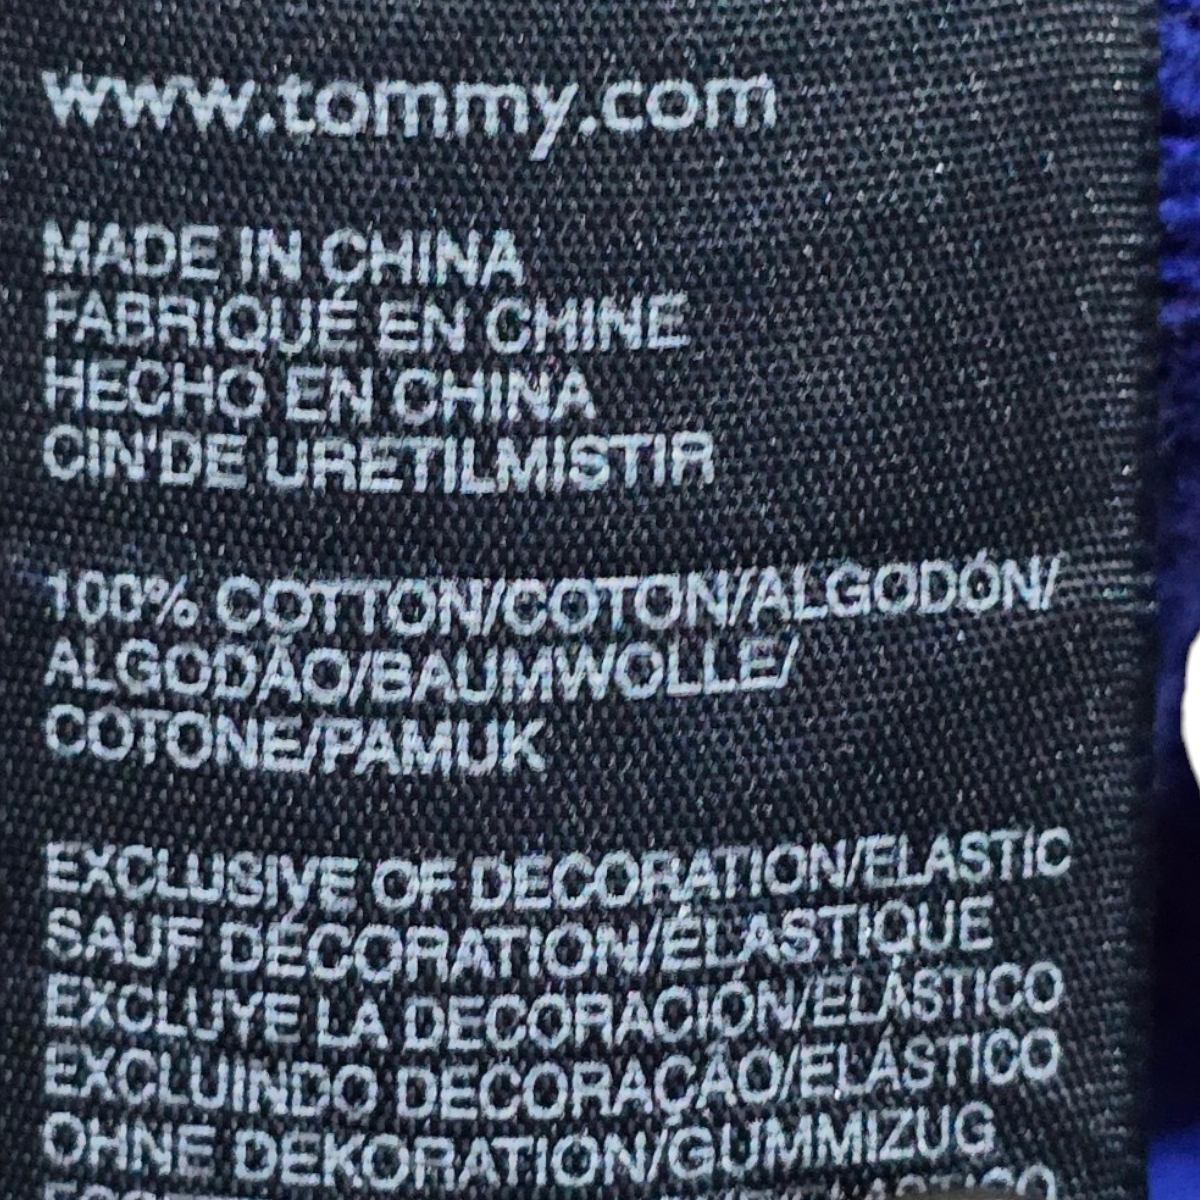 www.tommy.com
MADE IN CHINA
FABRIQUÉ EN CHINE
HECHO EN CHINA
CIN'DE URETILMISTIR
100% COTTON/COTON/ALGODÓN/
ALGODÃO/BAUMWOLLE/
COTONE/PAMUK
EXCLUSIVE OF DECORATION/ELASTIC
SAUF DÉCORATION/ÉLASTIQUE
EXCLUYE LA DECORACIÓN/ELÁSTICO
EXCLUINDO DECORAÇÃO/ELÁSTICO
OHNE DEKORATION/GUMMIZUG